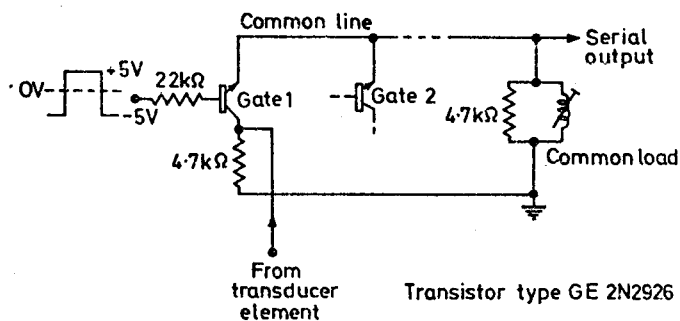 Common line
Serial
output
+5V
0V
-5V
22kΩ
Gate 1
Gate 2
4·7kΩ
4·7kΩ
Common load
From
transducer
element
Transistor type GE 2N2926